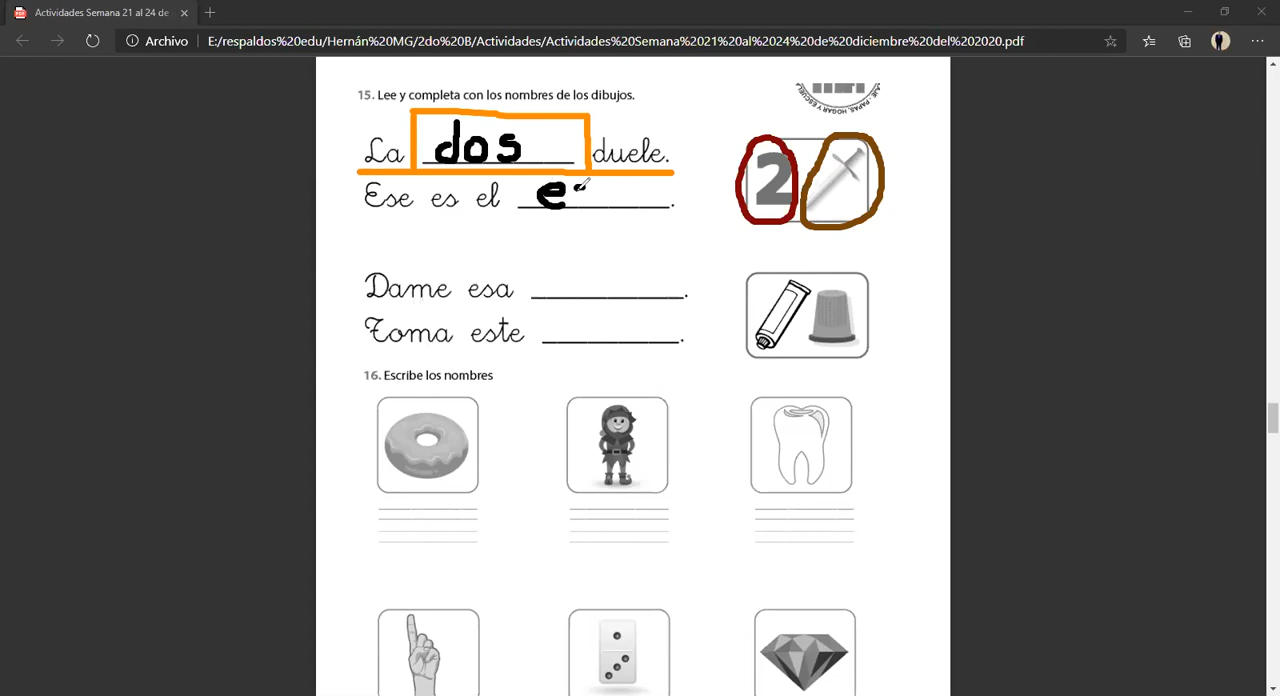 Actividades Semana 21 al 24 de
Archivo E:/respaldos%20edu/Hernán%20MG/2do%20B/Actividades/Actividades%20Semana%2021%20al%2024%20de%20diciembre%20del%202020.pdf
15. Lee y completa con los nombres de los dibujos.
La dos duele.
Ese es el e
2
Dame esa ____________.
Toma este ___________.
16. Escribe los nombres